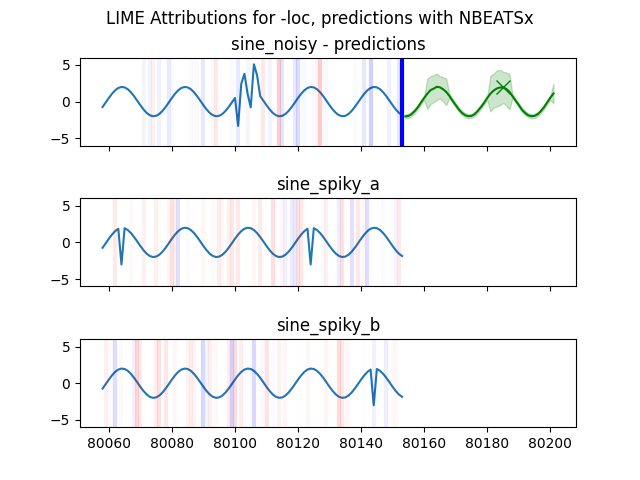 LIME Attributions for -loc, predictions with NBEATSx
sine_noisy - predictions
5
0
−5
sine_spiky_a
5
0
−5
sine_spiky_b
5
0
−5
80060 80080 80100 80120 80140 80160 80180 80200